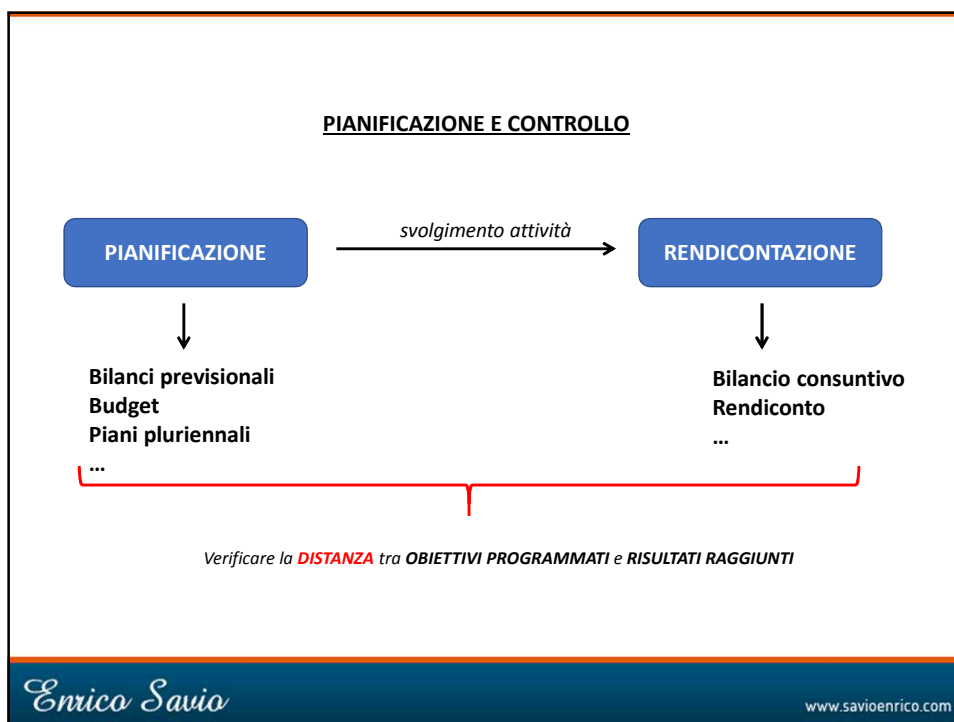 PIANIFICAZIONE E CONTROLLO
PIANIFICAZIONE
svolgimento attività
RENDICONTAZIONE
Bilanci previsionali
Budget
Piani pluriennali
…
Bilancio consuntivo
Rendiconto
…
Verificare la DISTANZA tra OBIETTIVI PROGRAMMATI e RISULTATI RAGGIUNTI
Enrico Savio
www.savioenrico.com